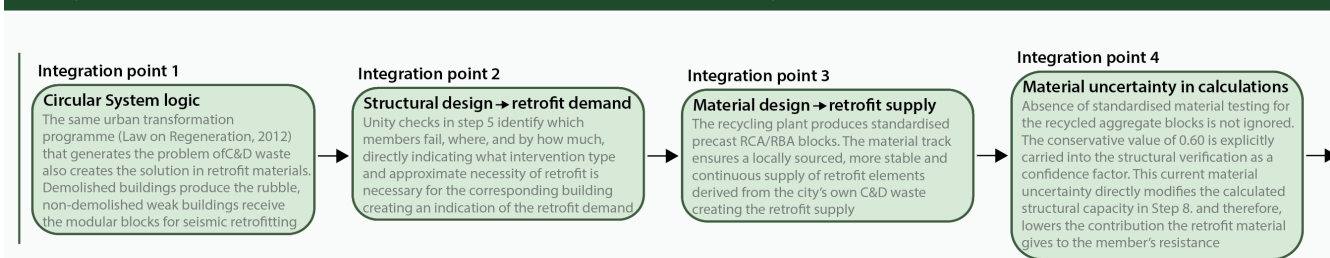 Integration point 1
Circular System logic
The same urban transformation
programme (Law on Regeneration, 2012)
that generates the problem ofC&D waste
also creates the solution in retrofit materials.
Demolished buildings produce the rubble,
non-demolished weak buildings receive
the modular blocks for seismic retrofitting
Integration point 2
Structural design → retrofit demand
Unity checks in step 5 identify which
members fail, where, and by how much,
directly indicating what intervention type
and approximate necessity of retrofit is
necessary for the corresponding building
creating an indication of the retrofit demand
Integration point 3
Material design → retrofit supply
The recycling plant produces standardised
precast RCA/RBA blocks. The material track
ensures a locally sourced, more stable and
continuous supply of retrofit elements
derived from the city's own C&D waste
creating the retrofit supply
Integration point 4
Material uncertainty in calculations
Absence of standardised material testing for
the recycled aggregate blocks is not ignored.
The conservative value of 0.60 is explicitly
carried into the structural verification as a
confidence factor. This current material
uncertainty directly modifies the calculated
structural capacity in Step 8. and therefore,
lowers the contribution the retrofit material
gives to the member's resistance